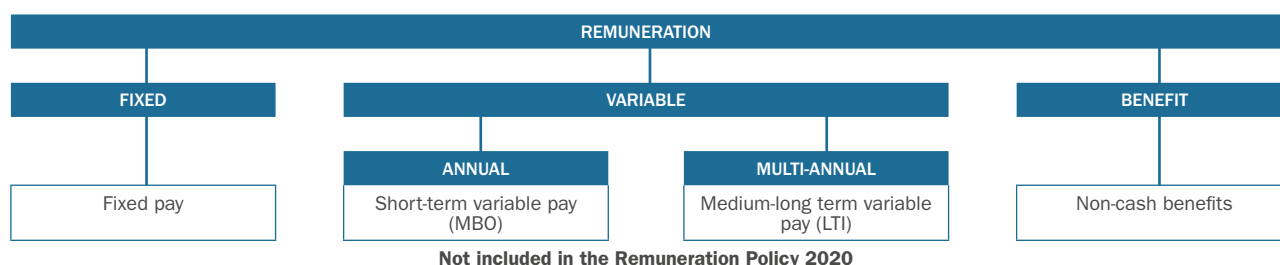 REMUNERATION
FIXED
VARIABLE
BENEFIT
ANNUAL
MULTI-ANNUAL
Fixed pay
Short-term variable pay
(MBO)
Medium-long term variable
pay (LTI)
Non-cash benefits
Not included in the Remuneration Policy 2020